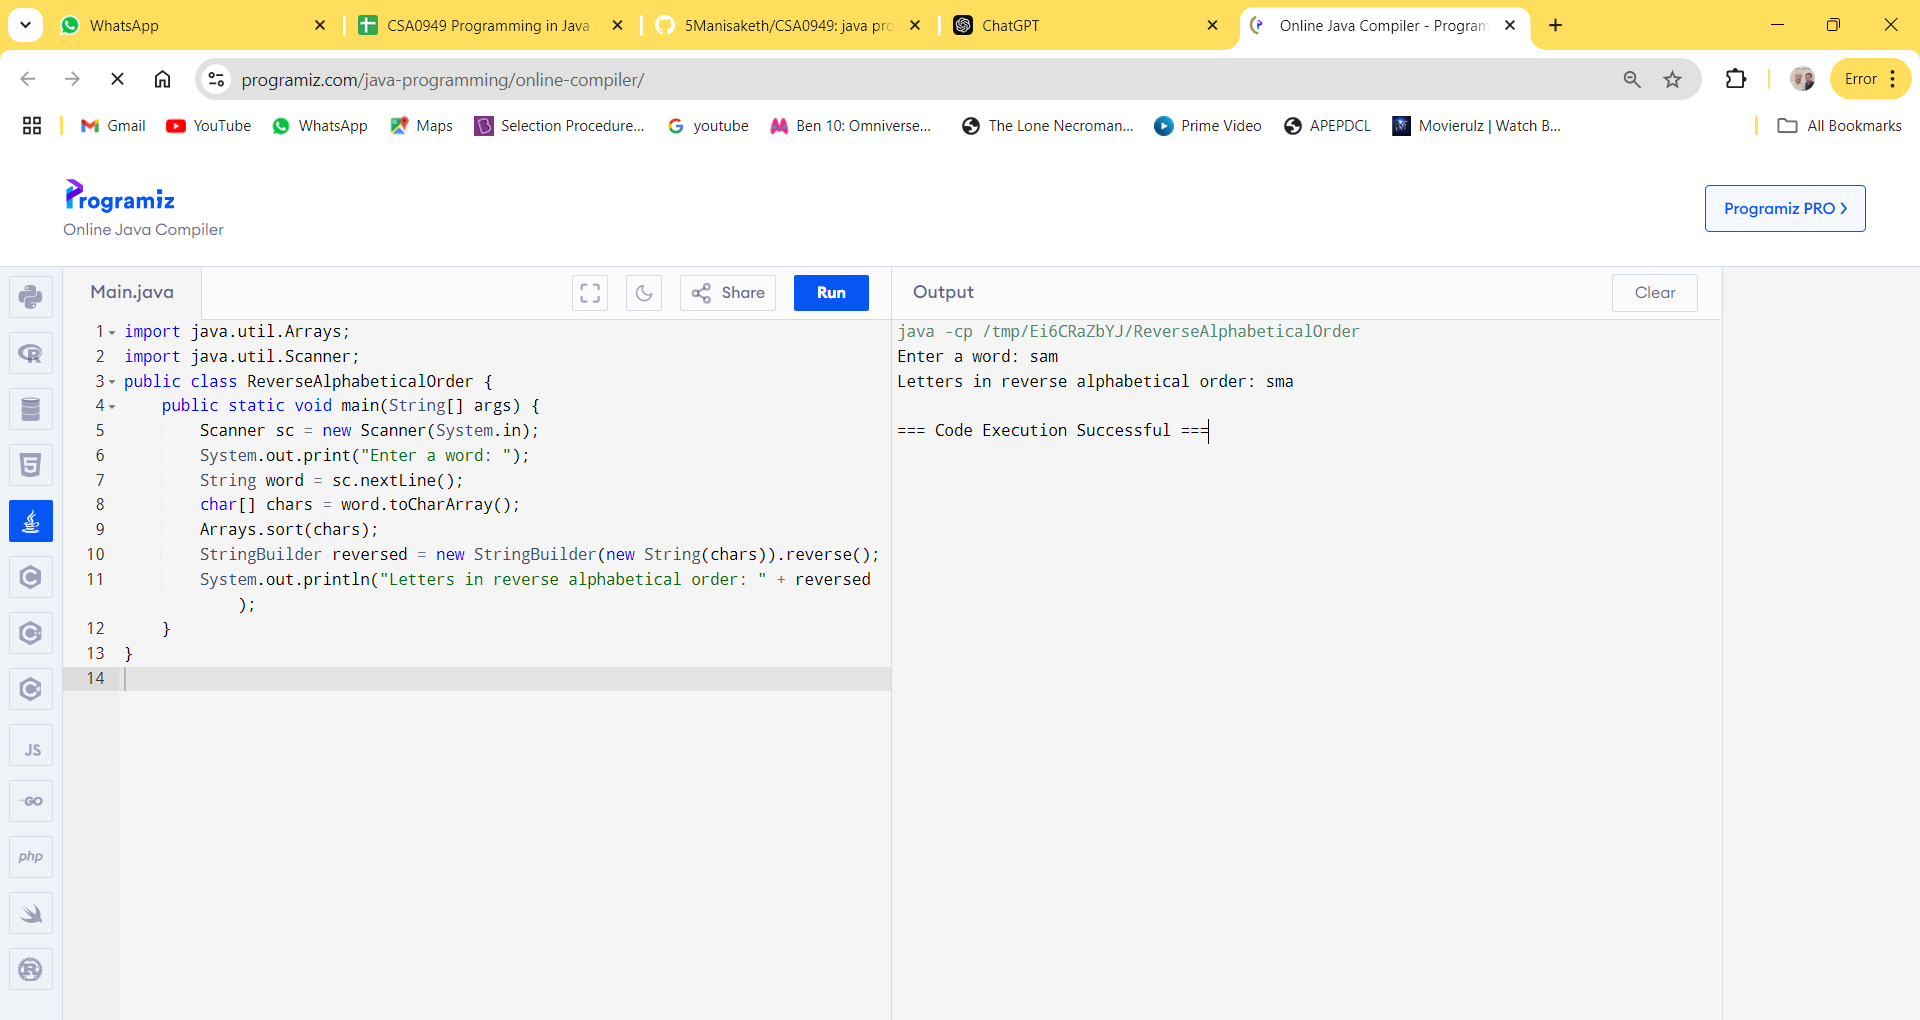 WhatsApp
CSA0949 Programming in Java
5Manisaketh/CSA0949: java pro
ChatGPT
Online Java Compiler - Program
programiz.com/java-programming/online-compiler/
Error
Gmail
YouTube
WhatsApp
Maps
Selection Procedure...
youtube
Ben 10: Omniverse...
The Lone Necroman...
Prime Video
APEPDCL
Movierulz | Watch B...
All Bookmarks
Programiz
Online Java Compiler
Programiz PRO >
Main.java
Share
Run
Output
Clear
1 import java.util.Arrays;
2 import java.util.Scanner;
3 public class ReverseAlphabeticalOrder {
4 public static void main(String[] args) {
5 Scanner sc = new Scanner(System.in);
6 System.out.print("Enter a word: ");
7 String word = sc.nextLine();
8 char[] chars = word.toCharArray();
9 Arrays.sort(chars);
10 StringBuilder reversed = new StringBuilder(new String(chars)).reverse();
11 System.out.println("Letters in reverse alphabetical order: " + reversed
);
12 }
13 }
14
java -cp /tmp/Ei6CRaZbYJ/ReverseAlphabeticalOrder
Enter a word: sam
Letters in reverse alphabetical order: sma
=== Code Execution Successful ===
R
5
C
C
C
JS
GO
php
R